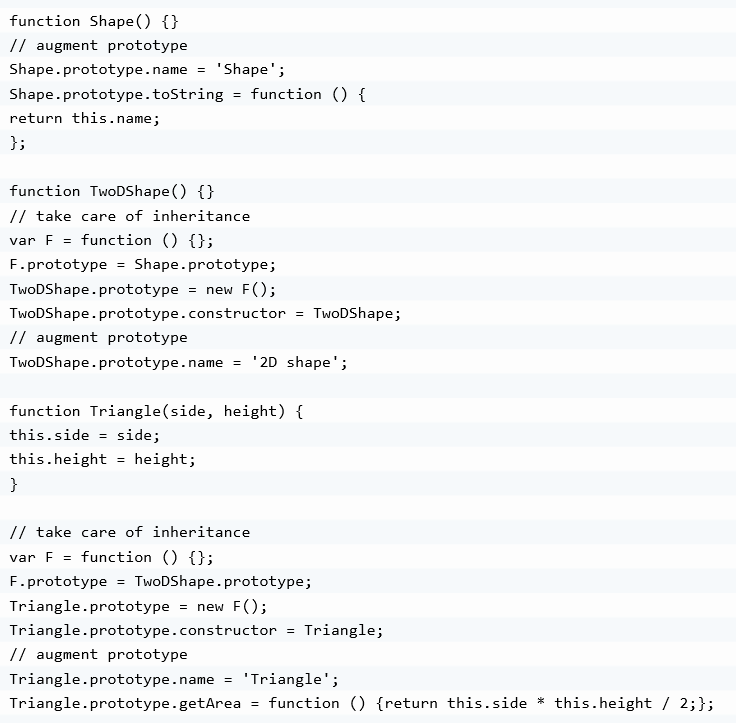 function Shape() {}
// augment prototype
Shape.prototype.name = 'Shape';
Shape.prototype.toString = function () {
return this.name;
};
function TwoDShape() {}
// take care of inheritance
var F = function () {};
F.prototype = Shape.prototype;
TwoDShape.prototype = new F();
TwoDShape.prototype.constructor = TwoDShape;
// augment prototype
TwoDShape.prototype.name = '2D shape';
function Triangle(side, height) {
this.side = side;
this.height = height;
}
// take care of inheritance
var F = function () {};
F.prototype = TwoDShape.prototype;
Triangle.prototype = new F();
Triangle.prototype.constructor = Triangle;
// augment prototype
Triangle.prototype.name = 'Triangle';
Triangle.prototype.getArea = function () {return this.side * this.height / 2;};